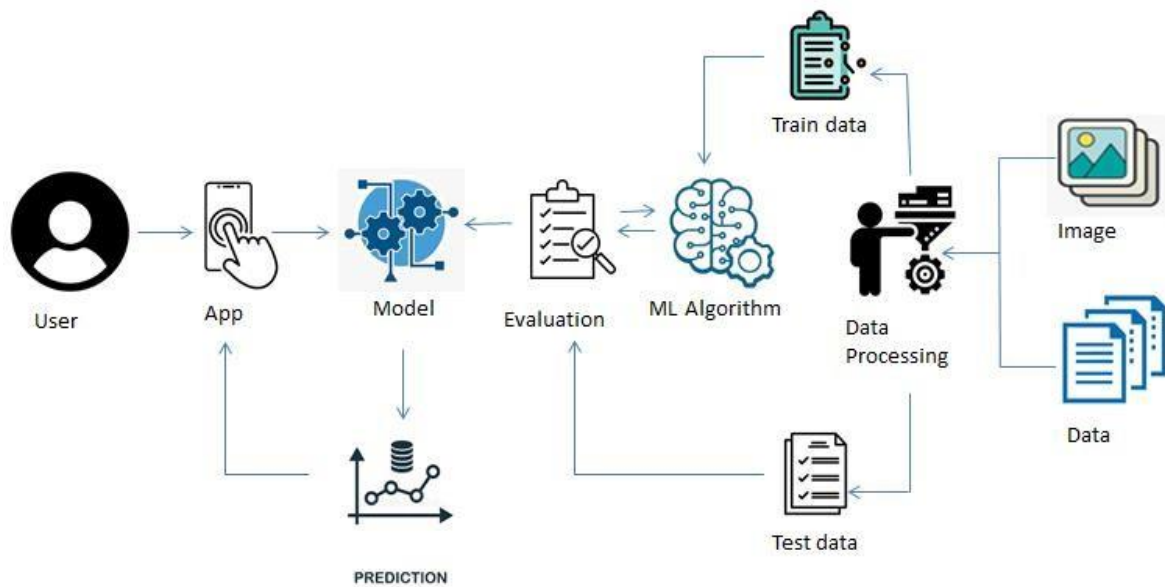 Train data
Image
User
App
Model
Evaluation
ML Algorithm
Data
Processing
Data
Test data
PREDICTION